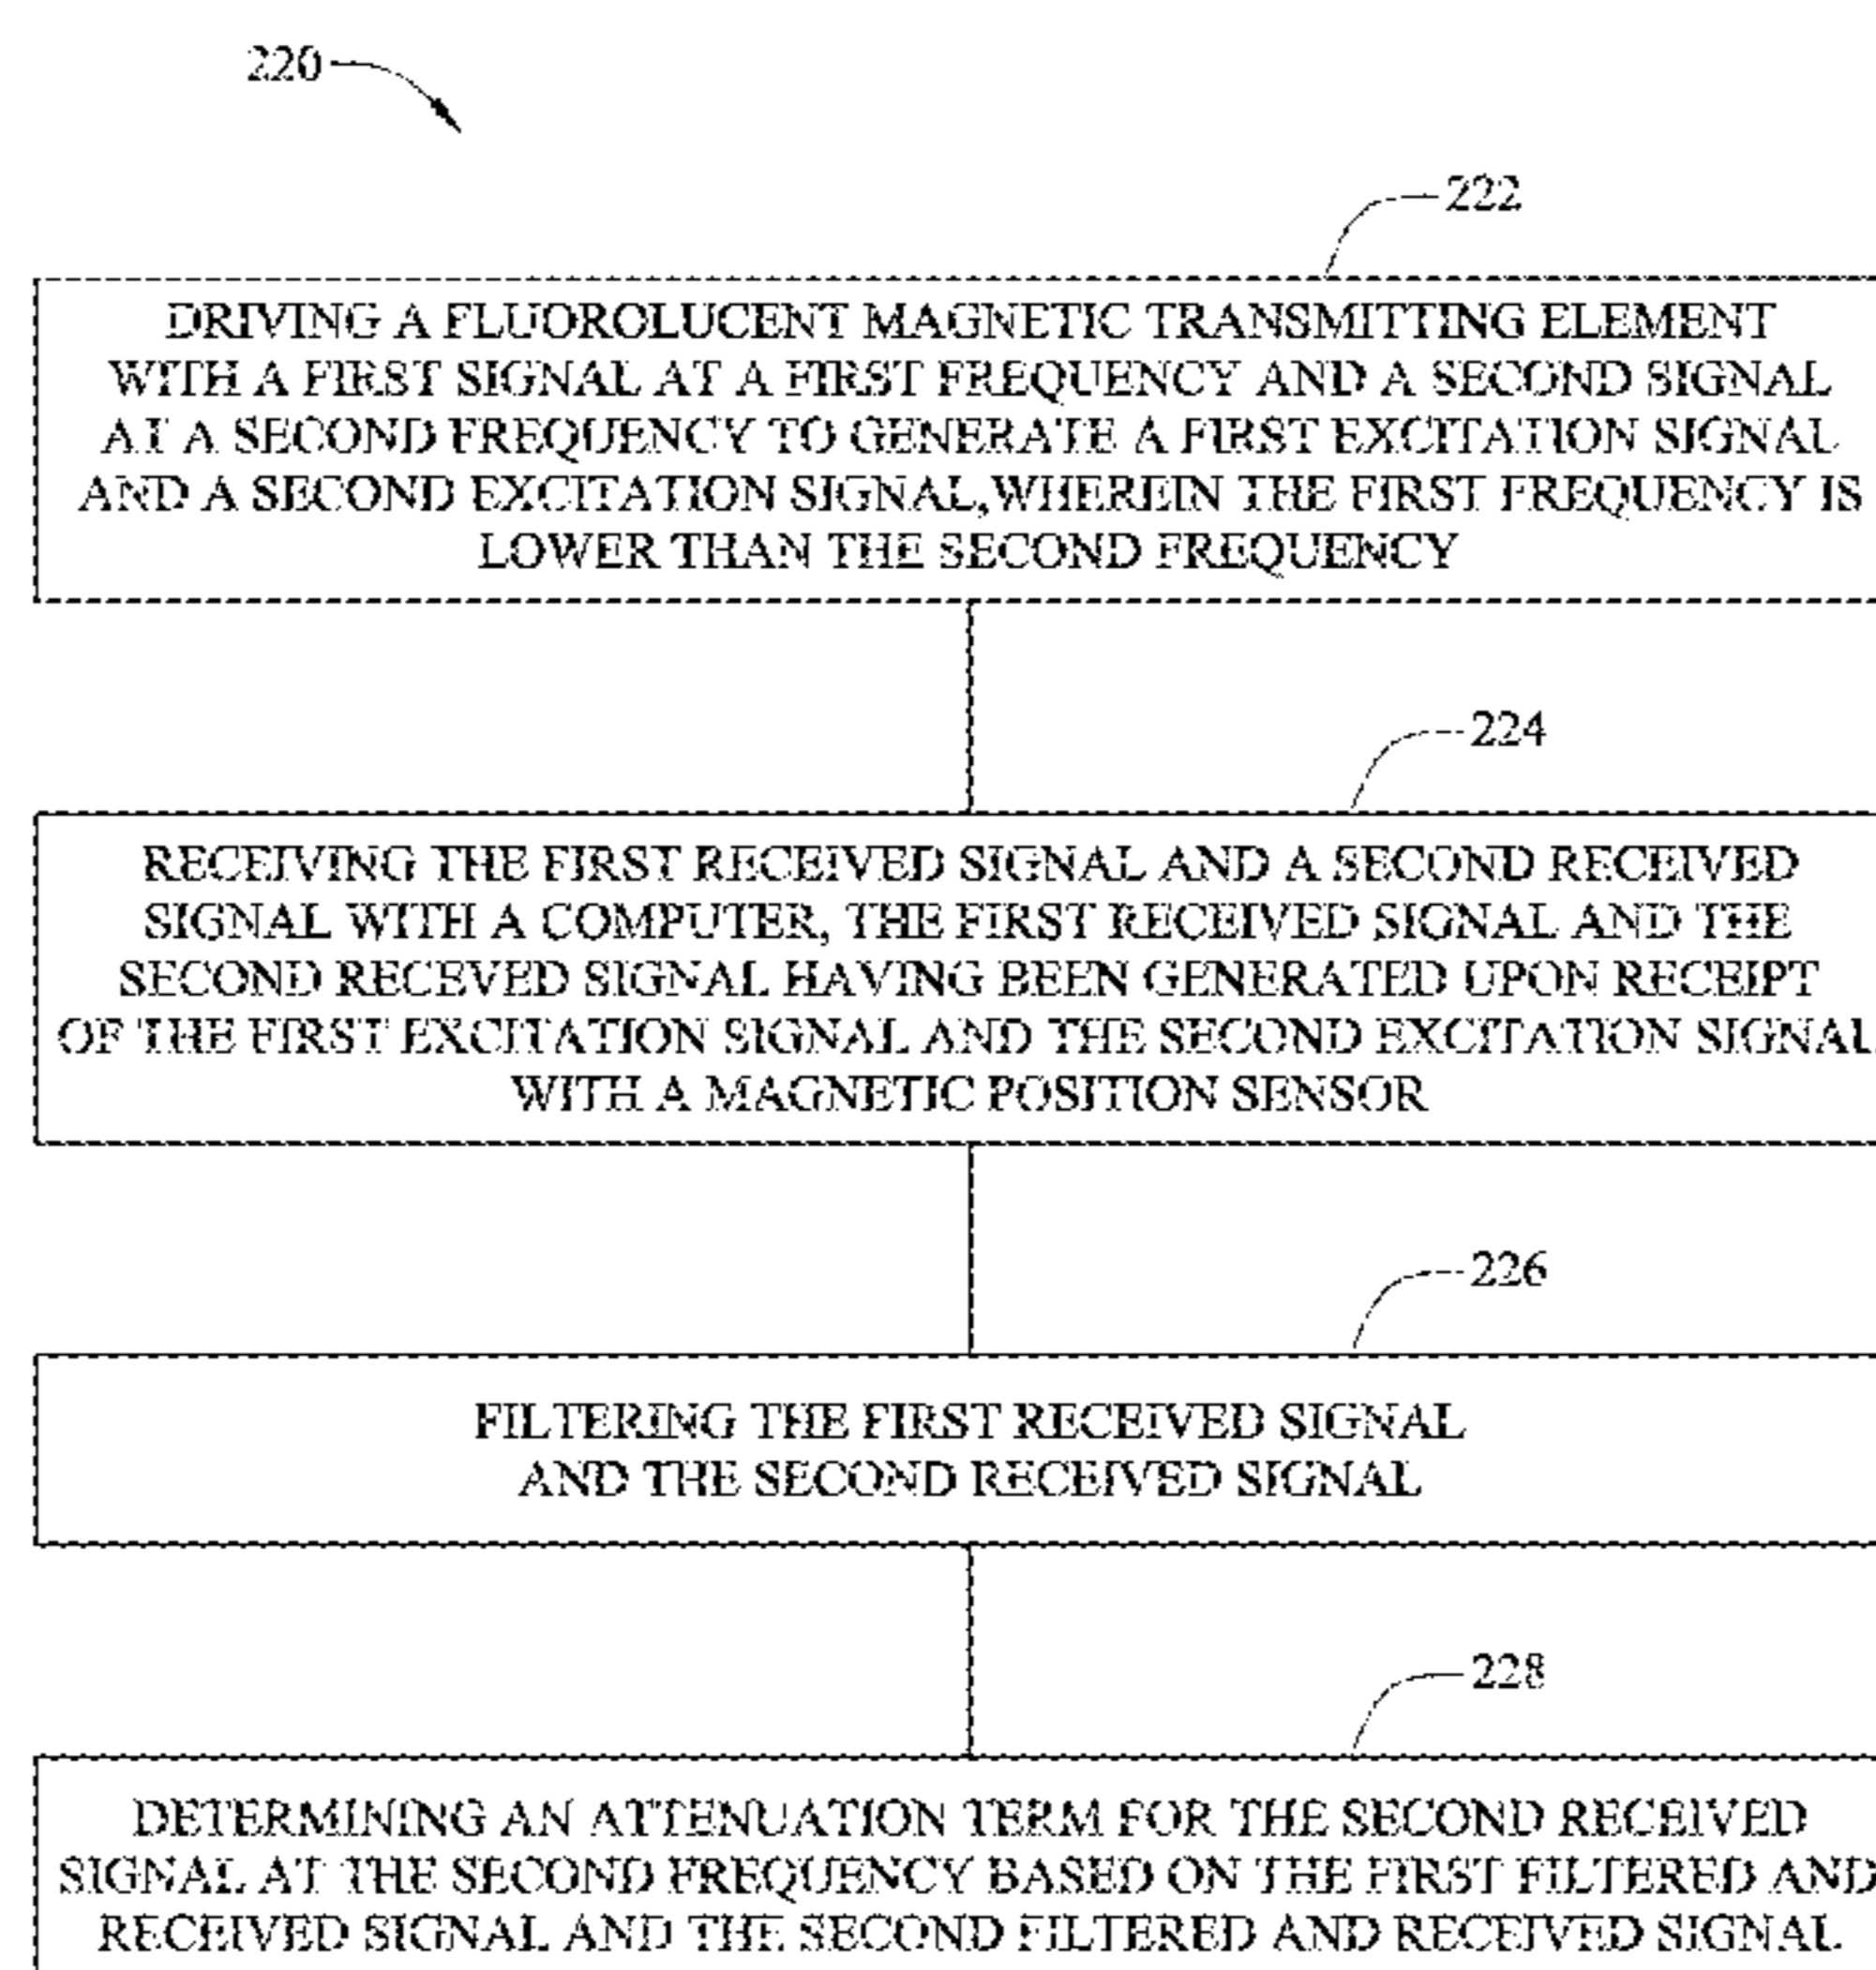 220
222
DRIVING A FLUOROLUCENT MAGNETIC TRANSMITTING ELEMENT
WITH A FIRST SIGNAL AT A FIRST FREQUENCY AND A SECOND SIGNAL
AT A SECOND FREQUENCY TO GENERATE A FIRST EXCITATION SIGNAL
AND A SECOND EXCITATION SIGNAL,WHEREIN THE FIRST FREQUENCY IS
LOWER THAN THE SECOND FREQUENCY
224
RECEIVING THE FIRST RECEIVED SIGNAL AND A SECOND RECEIVED
SIGNAL WITH A COMPUTER, THE FIRST RECEIVED SIGNAL AND THE
SECOND RECEVED SIGNAL HAVING BEEN GENERATED UPON RECEIPT
OF THE FIRST EXCITATION SIGNAL AND THE SECOND EXCITATION SIGNAL
WITH A MAGNETIC POSITION SENSOR
226
FILTERING THE FIRST RECEIVED SIGNAL
AND THE SECOND RECEIVED SIGNAL
228
DETERMINING AN ATTENUATION TERM FOR THE SECOND RECEIVED
SIGNAL AT THE SECOND FREQUENCY BASED ON THE FIRST FILTERED AND
RECEIVED SIGNAL AND THE SECOND FILTERED AND RECEIVED SIGNAL